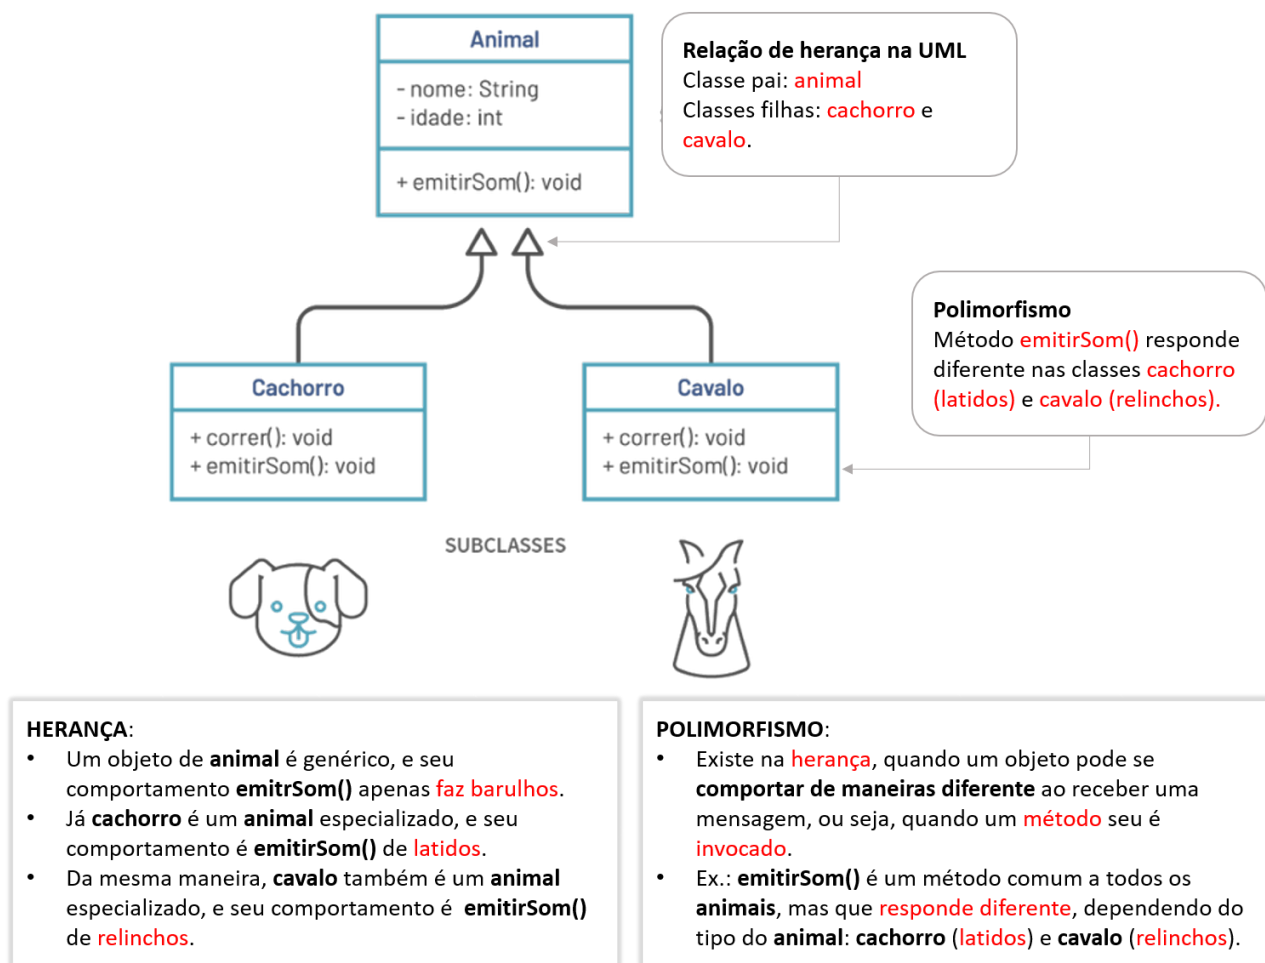 Animal
- nome: String
- idade: int
+ emitirSom(): void
Relação de herança na UML
Classe pai: animal
Classes filhas: cachorro e
cavalo.
Polimorfismo
Método emitirSom() responde
diferente nas classes cachorro
(latidos) e cavalo (relinchos).
Cachorro
+ correr(): void
+ emitirSom(): void
Cavalo
+ correr(): void
+ emitirSom(): void
SUBCLASSES
HERANÇA:
• Um objeto de animal é genérico, e seu
comportamento emitrSom() apenas faz barulhos.
• Já cachorro é um animal especializado, e seu
comportamento é emitirSom() de latidos.
• Da mesma maneira, cavalo também é um animal
especializado, e seu comportamento é emitirSom()
de relinchos.
POLIMORFISMO:
• Existe na herança, quando um objeto pode se
comportar de maneiras diferente ao receber uma
mensagem, ou seja, quando um método seu é
invocado.
• Ex.: emitirSom() é um método comum a todos os
animais, mas que responde diferente, dependendo do
tipo do animal: cachorro (latidos) e cavalo (relinchos).